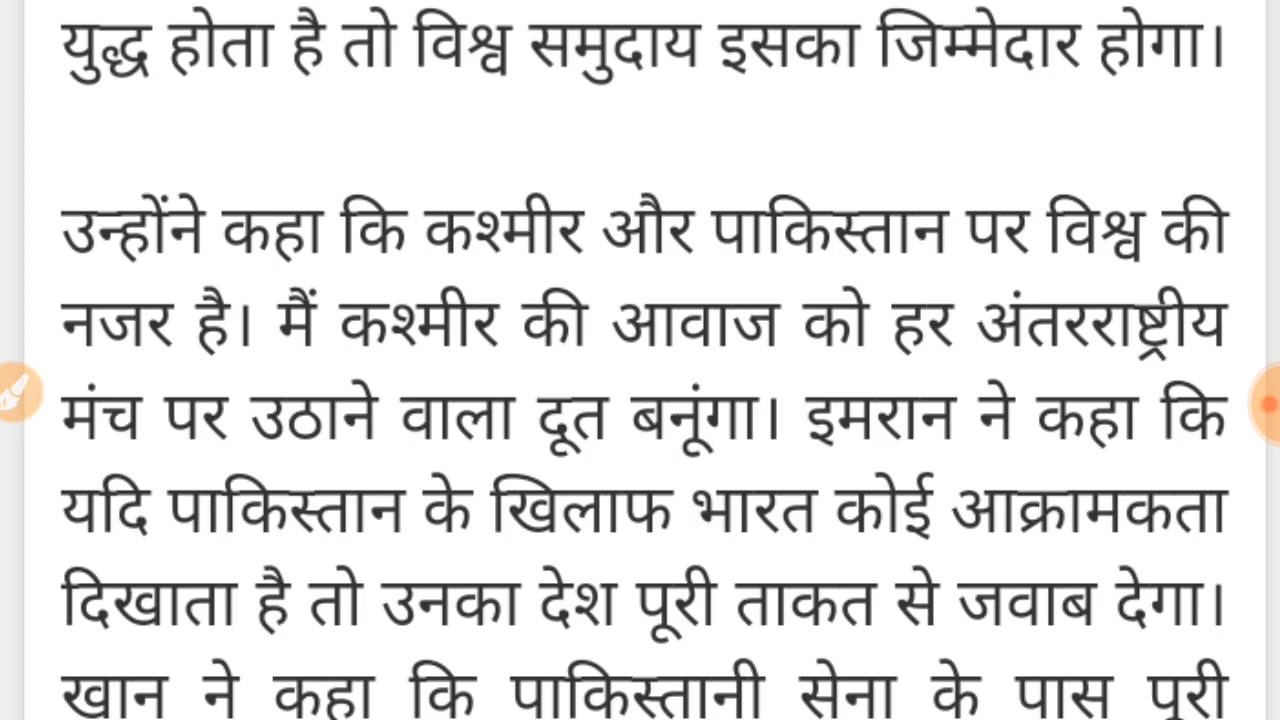 युद्ध होता है तो विश्व समुदाय इसका जिम्मेदार होगा।
उन्होंने कहा कि कश्मीर और पाकिस्तान पर विश्व की
नजर है। मैं कश्मीर की आवाज को हर अंतरराष्ट्रीय
मंच पर उठाने वाला दूत बनूंगा। इमरान ने कहा कि
यदि पाकिस्तान के खिलाफ भारत कोई आक्रामकता
दिखाता है तो उनका देश पूरी ताकत से जवाब देगा।
खान ने कहा कि पाकिस्तानी सेना के पास पूरी